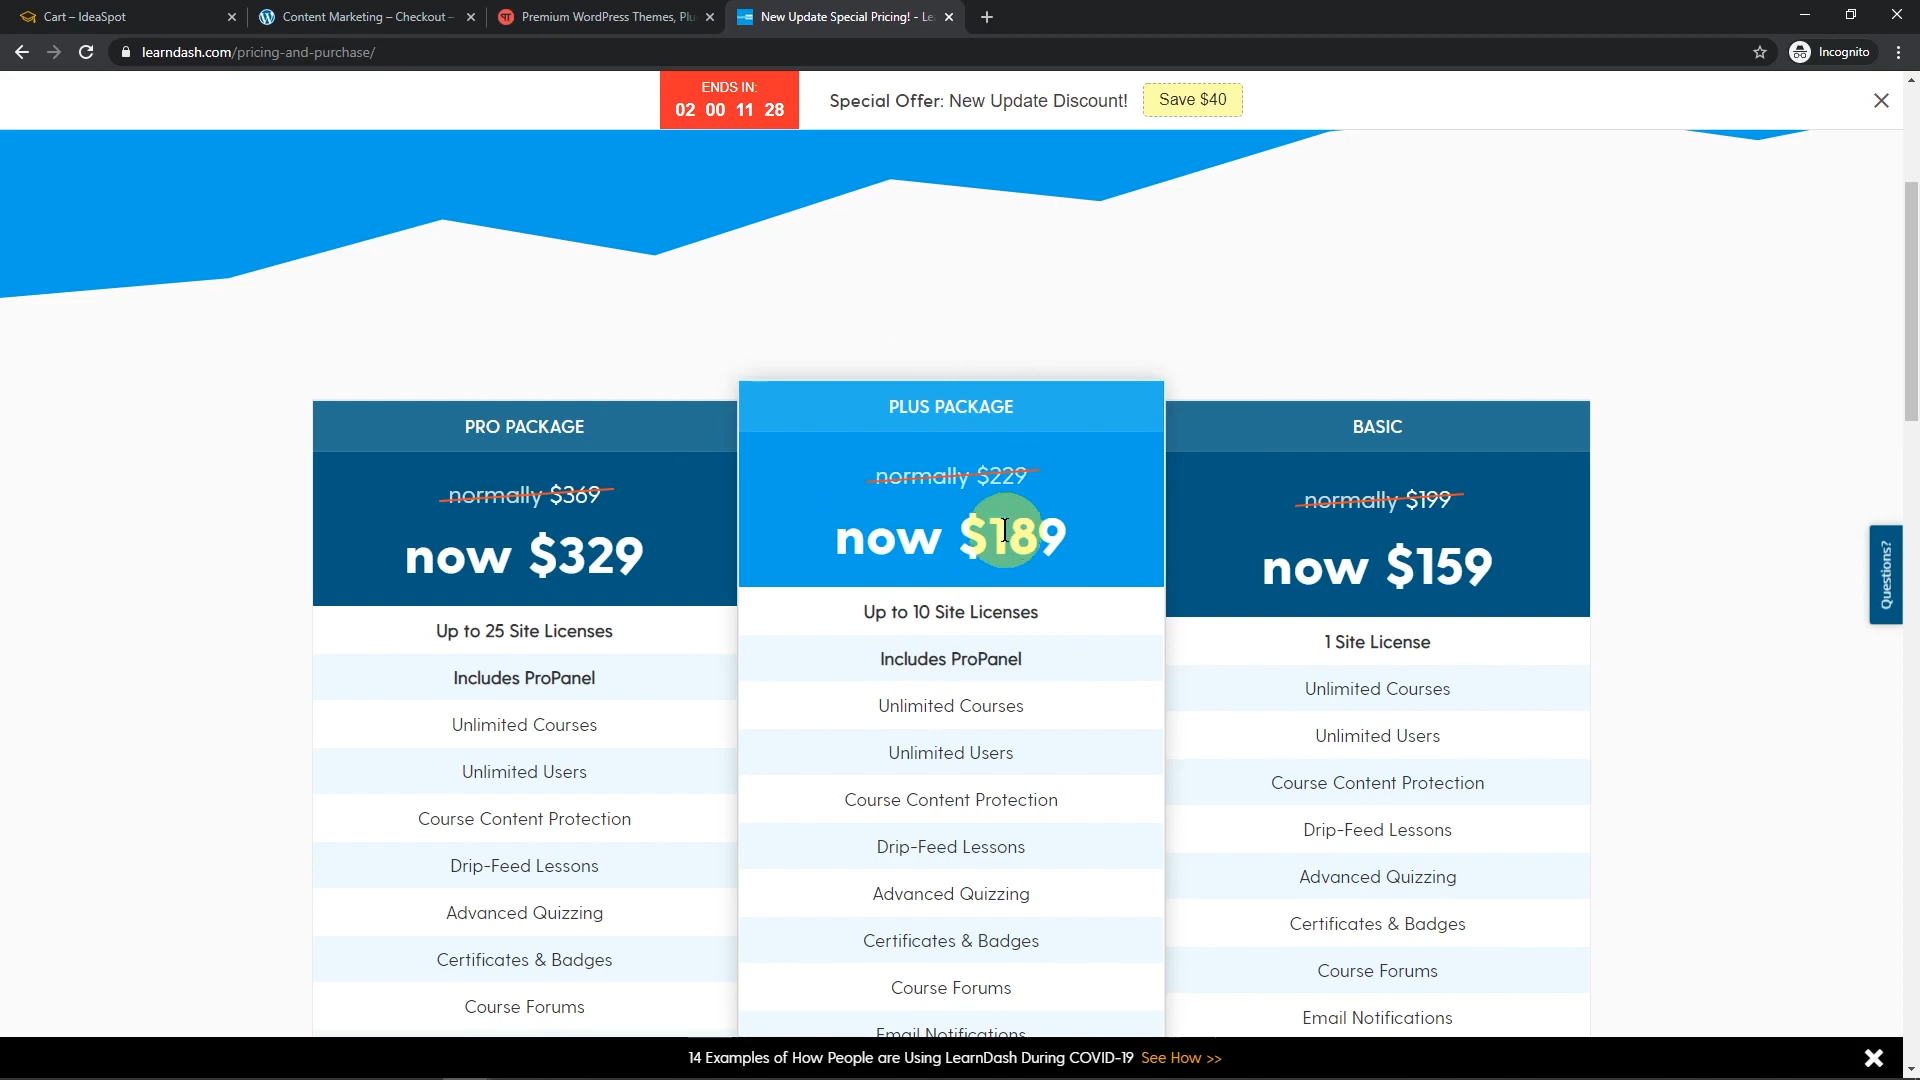 Cart – IdeaSpot
Content Marketing – Checkout –
Premium WordPress Themes, Plu
New Update Special Pricing! - Le
learndash.com/pricing-and-purchase/
Incognito
ENDS IN:
02 00 11 28
Special Offer: New Update Discount!
Save $40
PRO PACKAGE
normally $369
now $329
Up to 25 Site Licenses
Includes ProPanel
Unlimited Courses
Unlimited Users
Course Content Protection
Drip-Feed Lessons
Advanced Quizzing
Certificates & Badges
Course Forums
PLUS PACKAGE
normally $229
now $189
Up to 10 Site Licenses
Includes ProPanel
Unlimited Courses
Unlimited Users
Course Content Protection
Drip-Feed Lessons
Advanced Quizzing
Certificates & Badges
Course Forums
Email Notifications
BASIC
normally $199
now $159
1 Site License
Unlimited Courses
Unlimited Users
Course Content Protection
Drip-Feed Lessons
Advanced Quizzing
Certificates & Badges
Course Forums
Email Notifications
Questions?
14 Examples of How People are Using LearnDash During COVID-19 See How >>